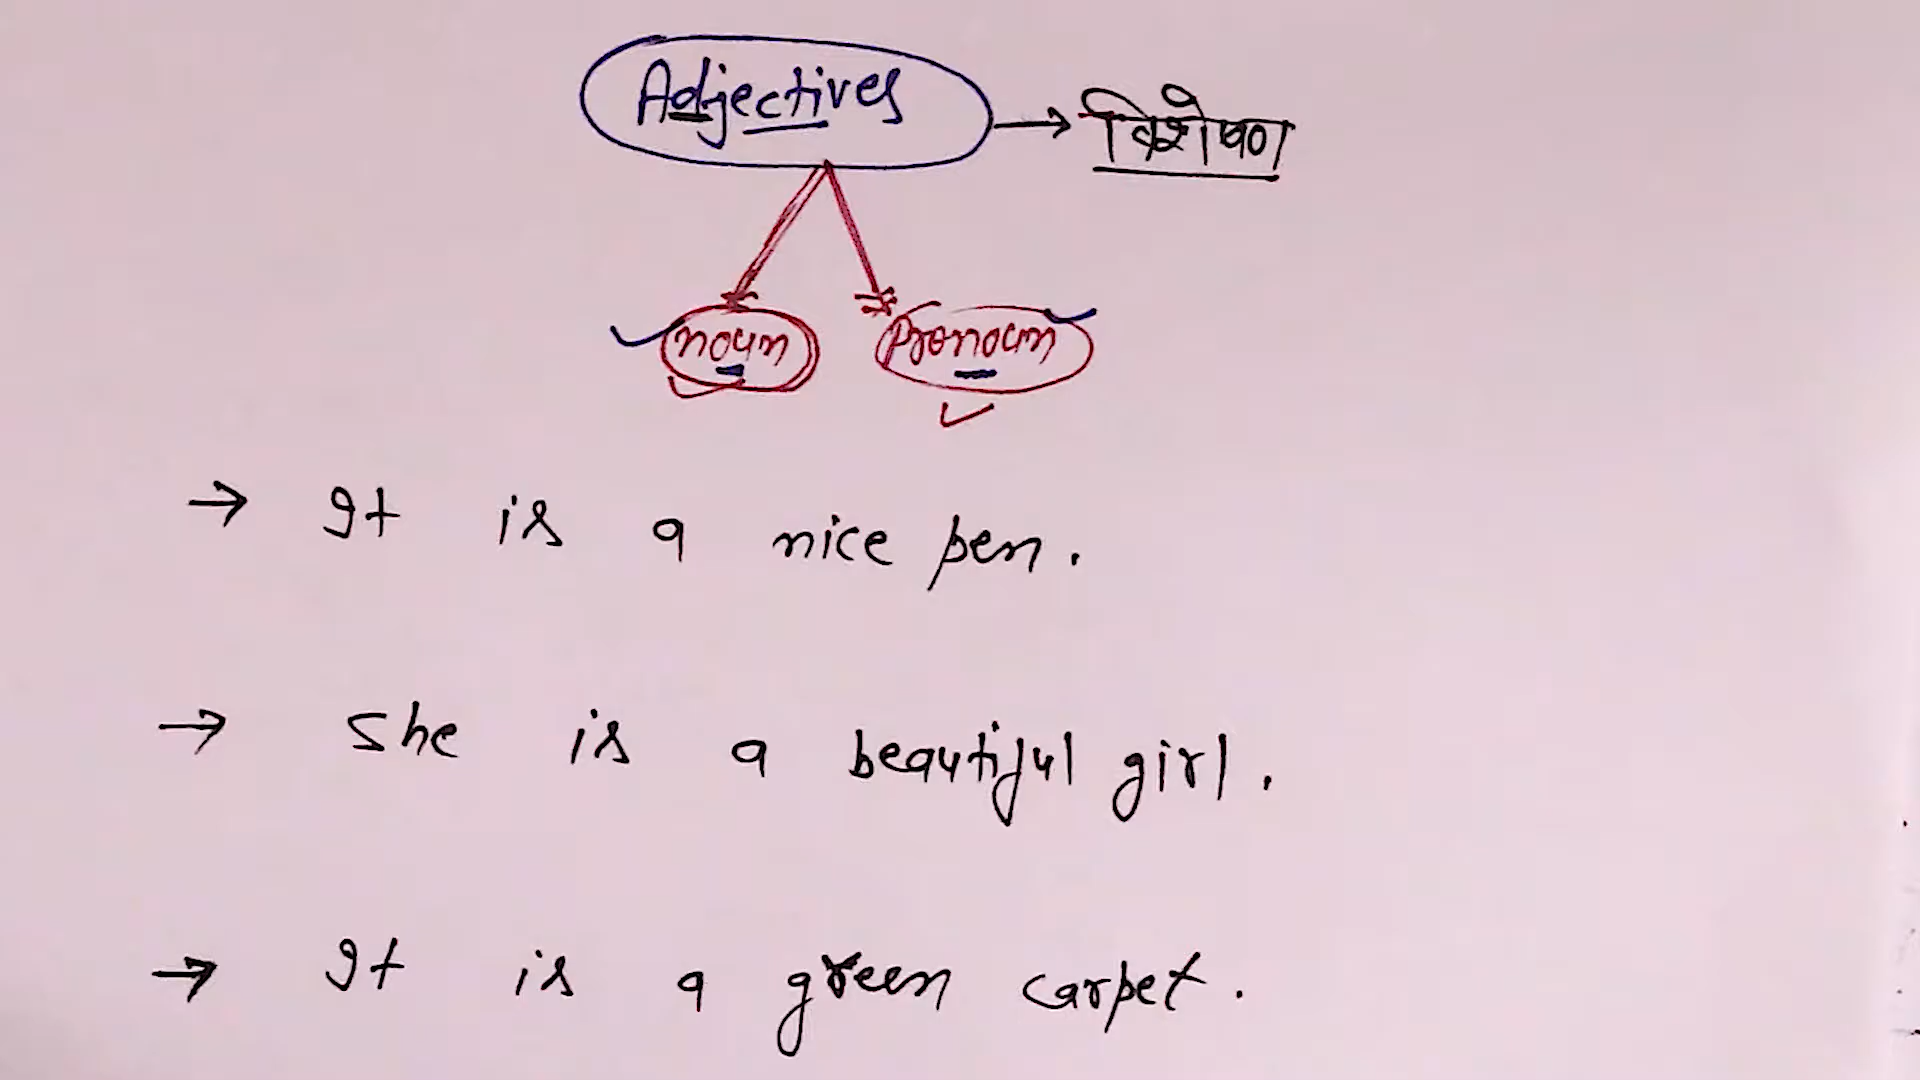 Adjectives → विशेषण
noun pronoun
→ It is a nice pen.
→ She is a beautiful girl.
→ It is a green carpet.